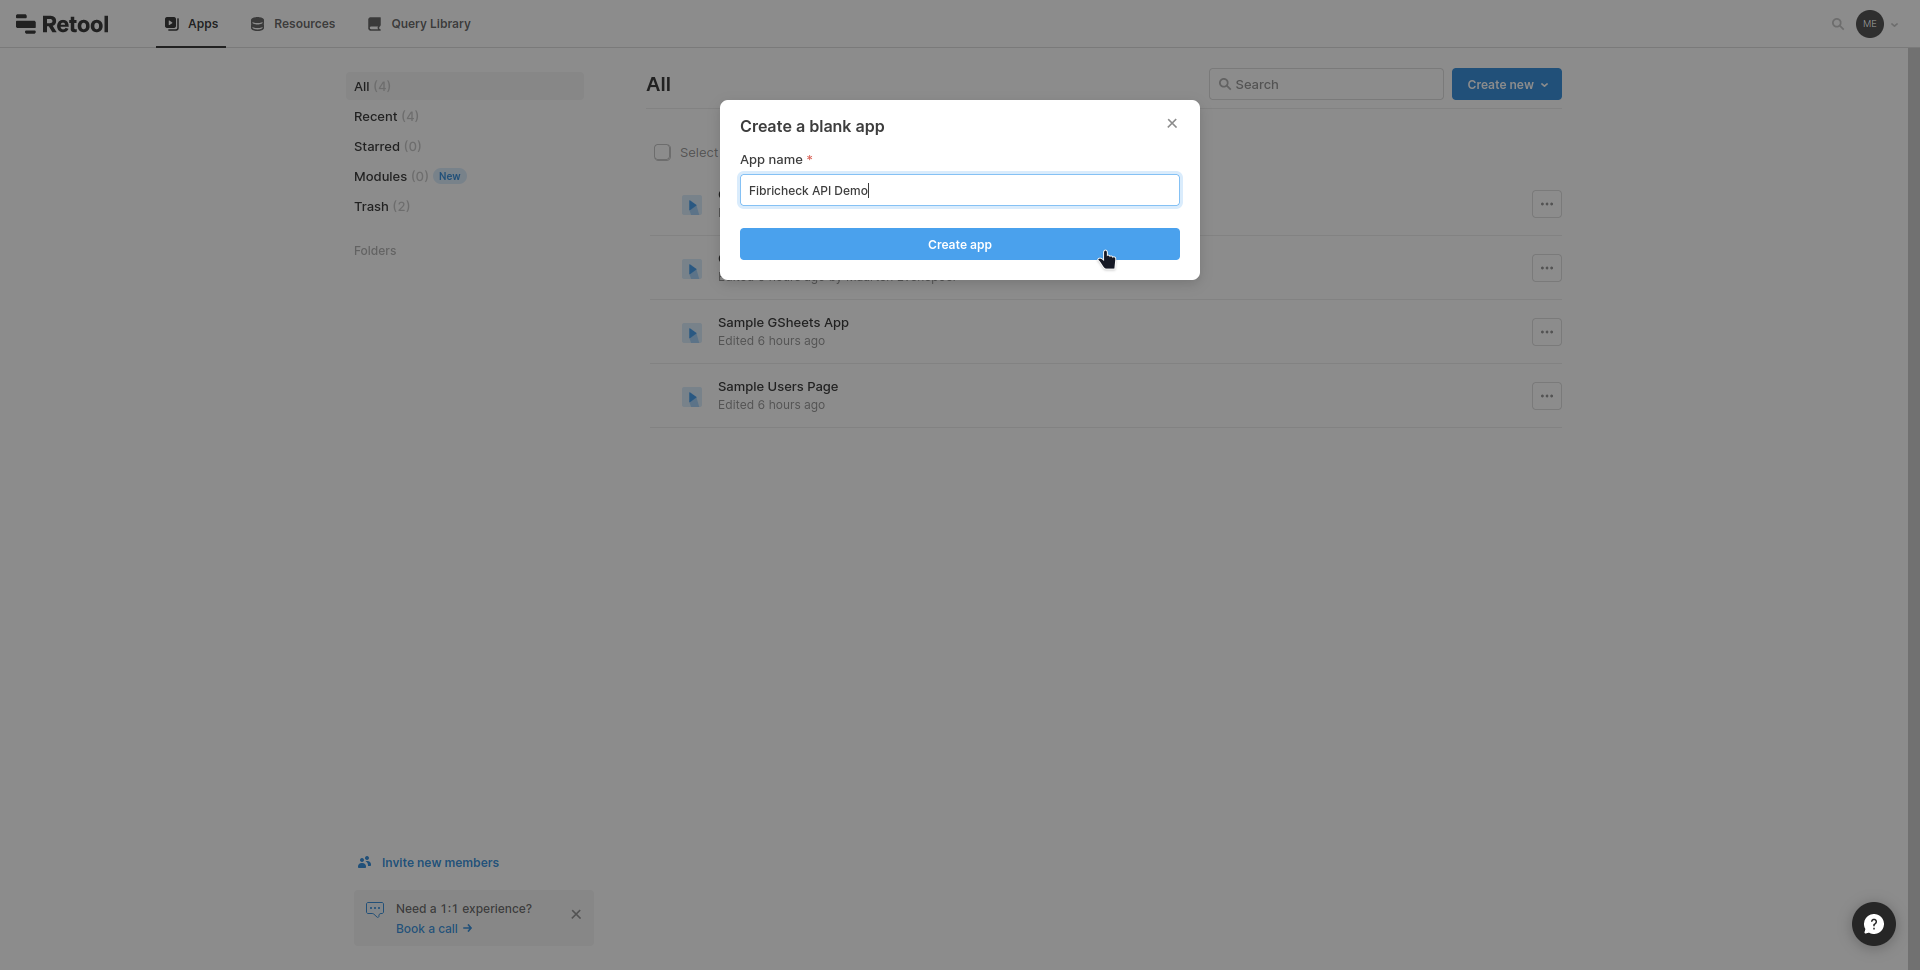 Retool
Apps
Resources
Query Library
ME
All (4)
Recent (4)
Starred (0)
Modules (0) New
Trash (2)
Folders
All
Search
Create new
Select
Create a blank app
App name *
Fibricheck API Demo
Create app
Sample GSheets App
Edited 6 hours ago
Sample Users Page
Edited 6 hours ago
Invite new members
Need a 1:1 experience?
Book a call →